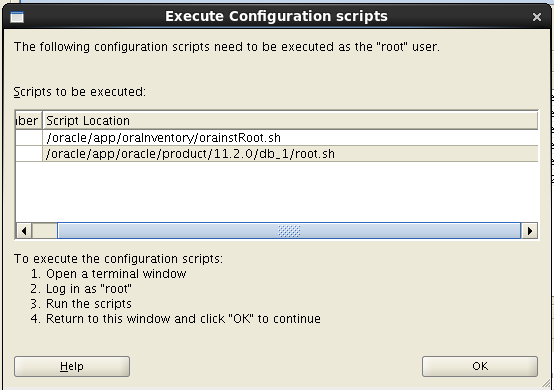 Execute Configuration scripts
The following configuration scripts need to be executed as the "root" user.
Scripts to be executed:
ber Script Location
/oracle/app/oraInventory/orainstRoot.sh
/oracle/app/oracle/product/11.2.0/db_1/root.sh
To execute the configuration scripts:
1. Open a terminal window
2. Log in as "root"
3. Run the scripts
4. Return to this window and click "OK" to continue
Help OK